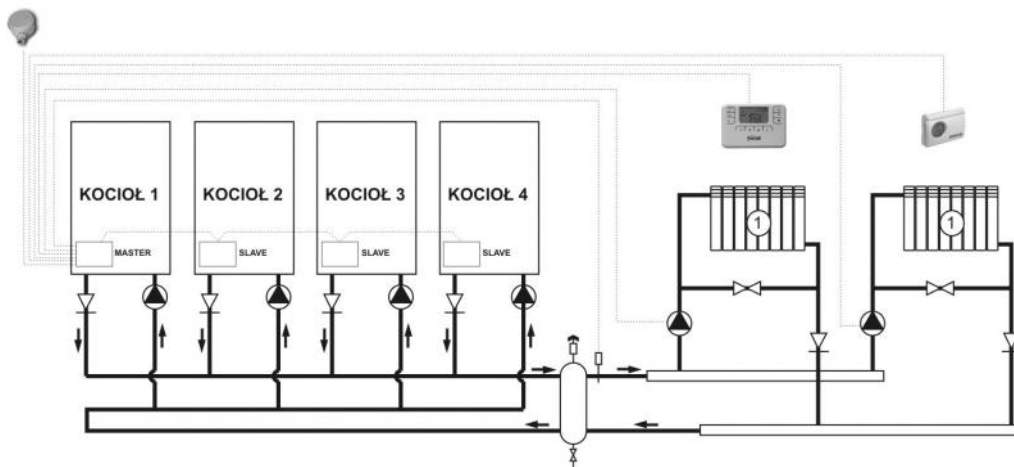 KOCIOŁ 1
KOCIOŁ 2
KOCIOŁ 3
KOCIOŁ 4
MASTER
SLAVE
SLAVE
SLAVE
1
1